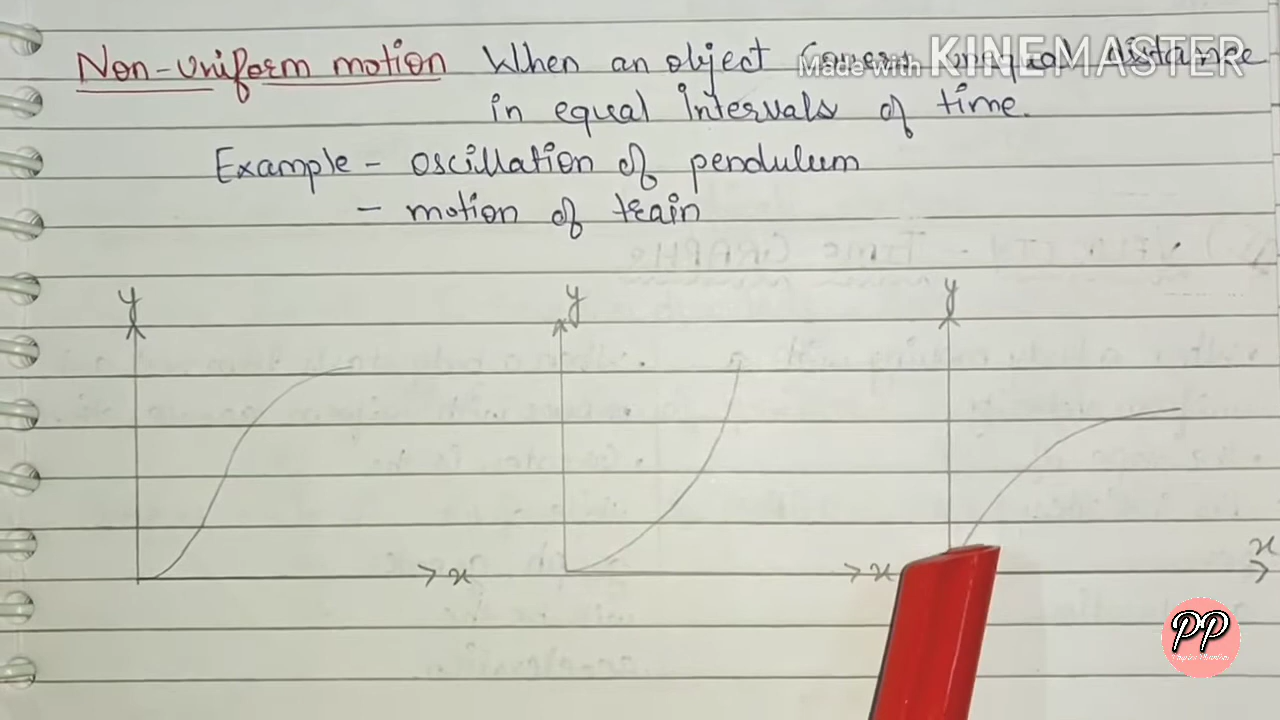 Non-uniform motion When an object covers unequal distance
in equal intervals of time.
Example - oscillation of pendulum
- motion of train
Made with KINEMASTER
y
y
y
x
x
x
PP